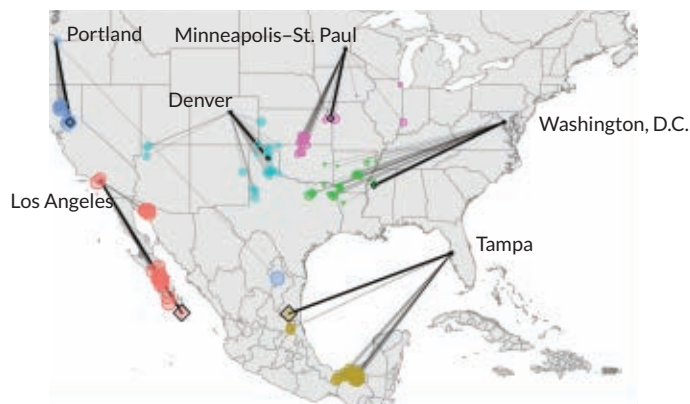 Portland
Minneapolis–St. Paul
Denver
Washington, D.C.
Los Angeles
Tampa